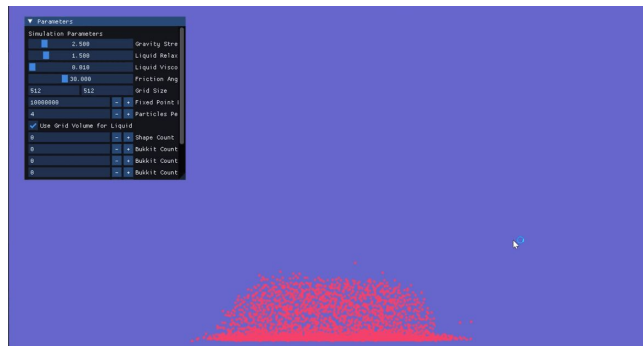 Parameters
Simulation Parameters
2.500 Gravity Stre
1.500 Liquid Relax
0.010 Liquid Visco
30.000 Friction Ang
512 512 Grid Size
10000000 - + Fixed Point
4 - + Particles Pe
Use Grid Volume for Liquid
0 - + Shape Count
0 - + Bukkit Count
0 - + Bukkit Count
0 - + Bukkit Count